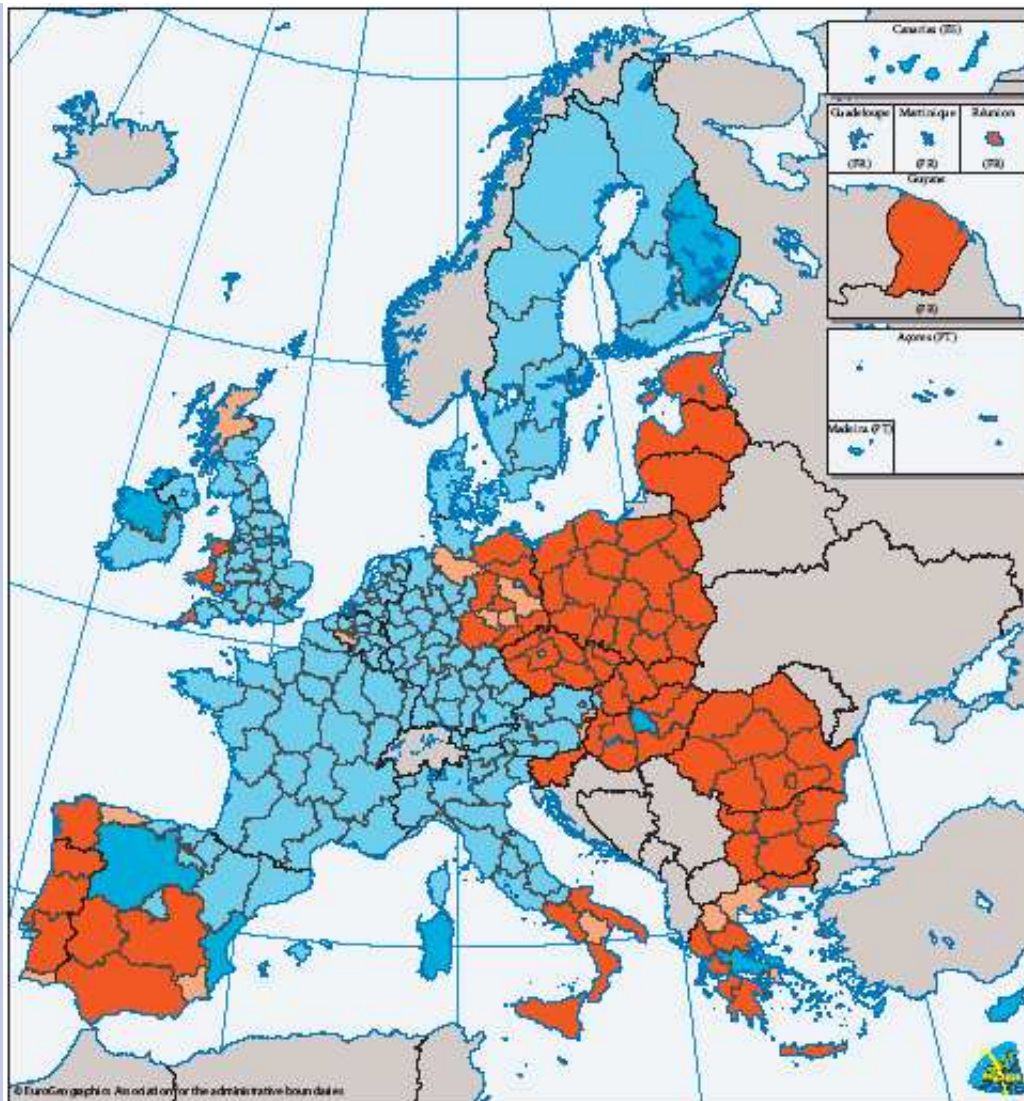 Canarias (ES)
Guadeloupe
Martinique
Réunion
(FR)
(FR)
(FR)
Guyane
(FR)
Açores (PT)
Madeira (PT)
© EuroGeographics Association for the administrative boundaries